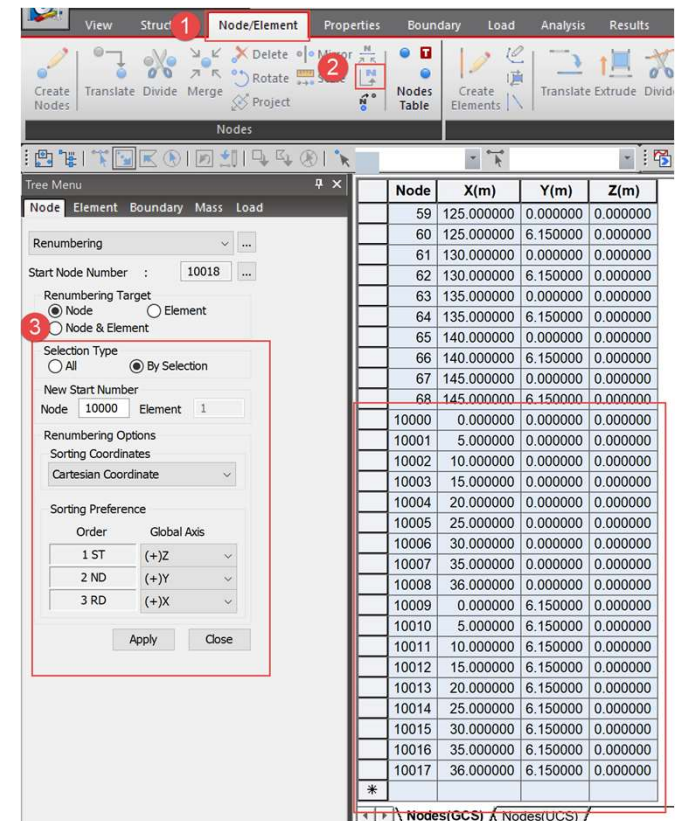 View Struc 1 Node/Element Properties Boundary Load Analysis Results
Create Nodes Translate Divide Merge Delete Rotate Project Mirror 2 Nodes Table Create Elements Translate Extrude Divid
Nodes
Tree Menu
Node Element Boundary Mass Load
Renumbering
Start Node Number : 10018
Renumbering Target
Node Element
3 Node & Element
Selection Type
All By Selection
New Start Number
Node 10000 Element 1
Renumbering Options
Sorting Coordinates
Cartesian Coordinate
Sorting Preference
Order Global Axis
1 ST (+)Z
2 ND (+)Y
3 RD (+)X
Apply Close
Node X(m) Y(m) Z(m)
59 125.000000 0.000000 0.000000
60 125.000000 6.150000 0.000000
61 130.000000 0.000000 0.000000
62 130.000000 6.150000 0.000000
63 135.000000 0.000000 0.000000
64 135.000000 6.150000 0.000000
65 140.000000 0.000000 0.000000
66 140.000000 6.150000 0.000000
67 145.000000 0.000000 0.000000
68 145.000000 6.150000 0.000000
10000 0.000000 0.000000 0.000000
10001 5.000000 0.000000 0.000000
10002 10.000000 0.000000 0.000000
10003 15.000000 0.000000 0.000000
10004 20.000000 0.000000 0.000000
10005 25.000000 0.000000 0.000000
10006 30.000000 0.000000 0.000000
10007 35.000000 0.000000 0.000000
10008 36.000000 0.000000 0.000000
10009 0.000000 6.150000 0.000000
10010 5.000000 6.150000 0.000000
10011 10.000000 6.150000 0.000000
10012 15.000000 6.150000 0.000000
10013 20.000000 6.150000 0.000000
10014 25.000000 6.150000 0.000000
10015 30.000000 6.150000 0.000000
10016 35.000000 6.150000 0.000000
10017 36.000000 6.150000 0.000000
Nodes(GCS) Nodes(UCS)